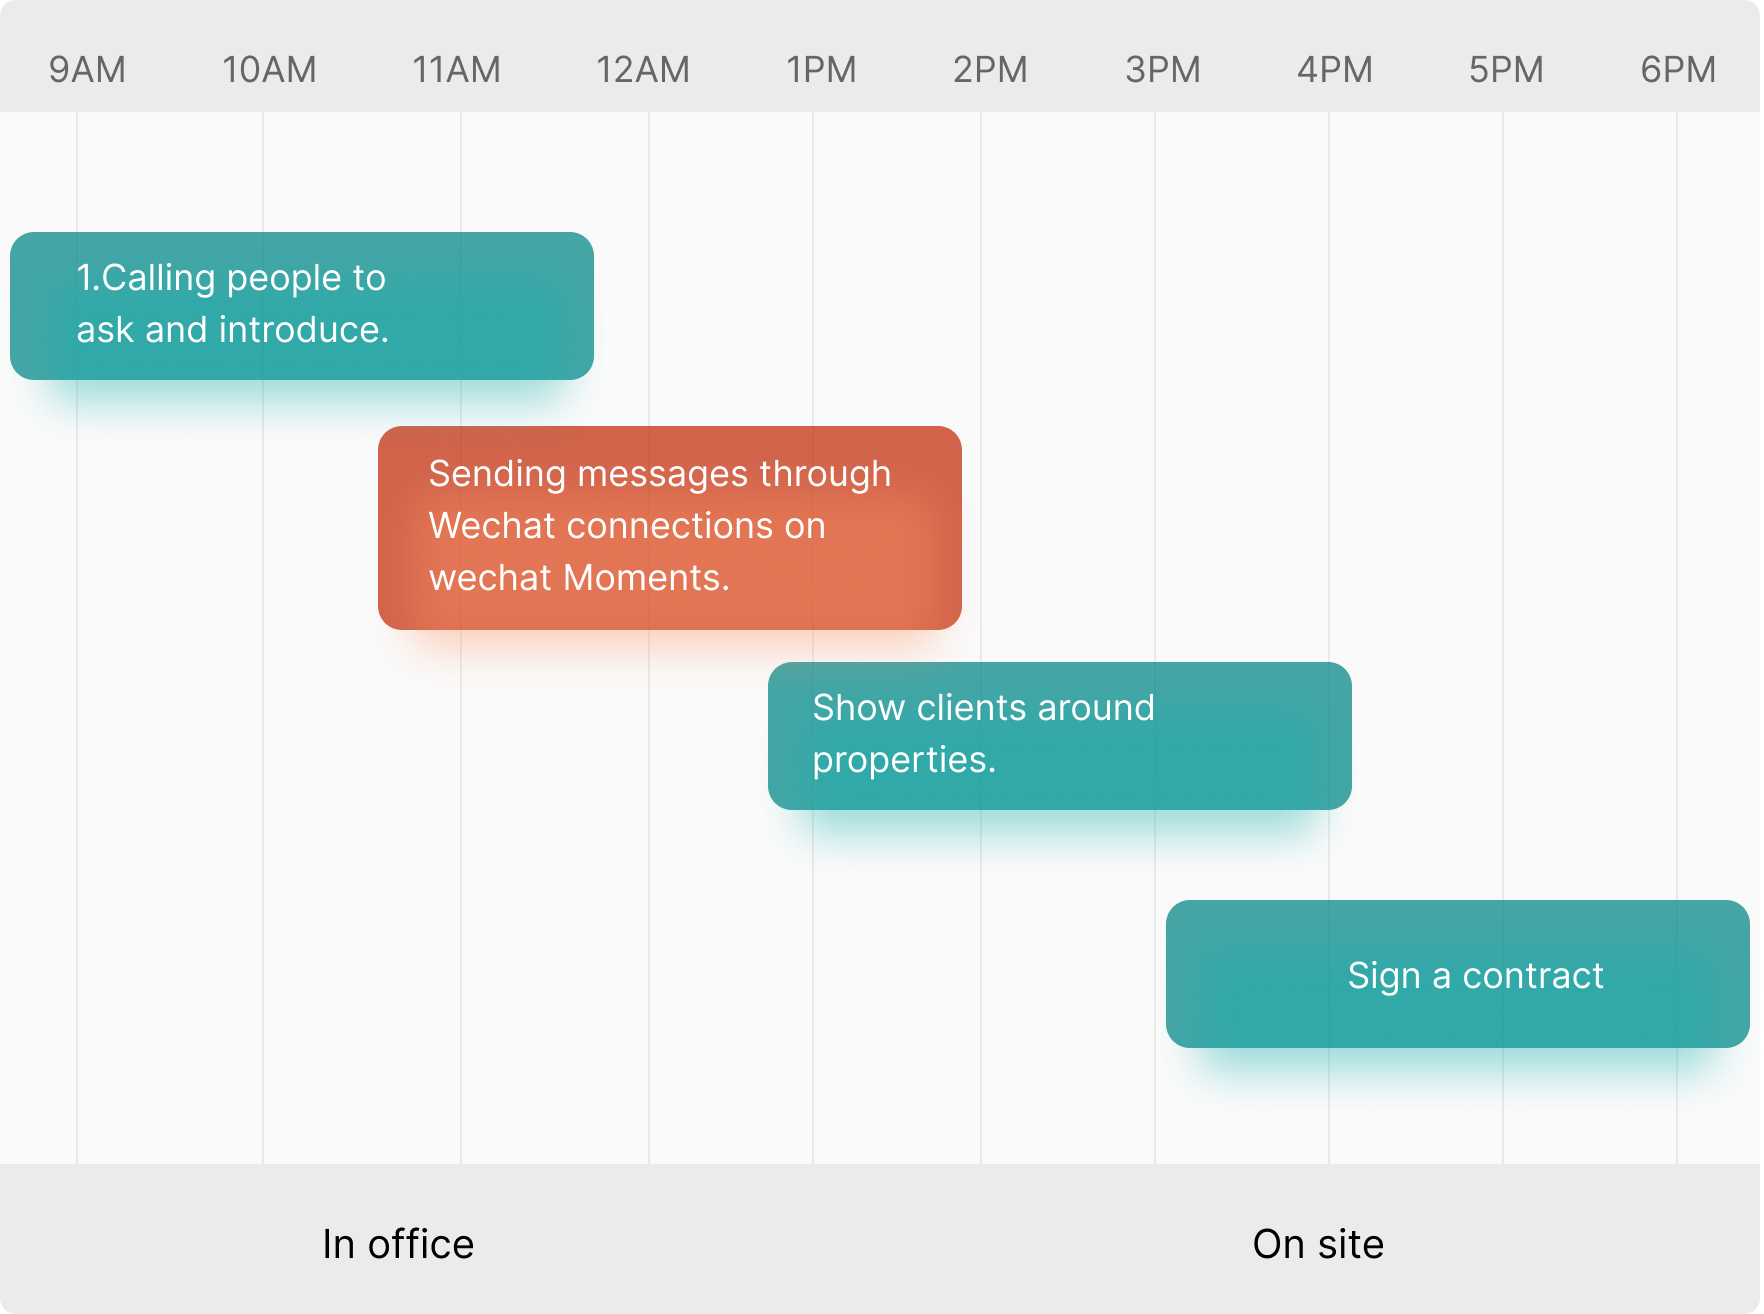 9AM 10AM 11AM 12AM 1PM 2PM 3PM 4PM 5PM 6PM
1.Calling people to
ask and introduce.
Sending messages through
Wechat connections on
wechat Moments.
Show clients around
properties.
Sign a contract
In office On site